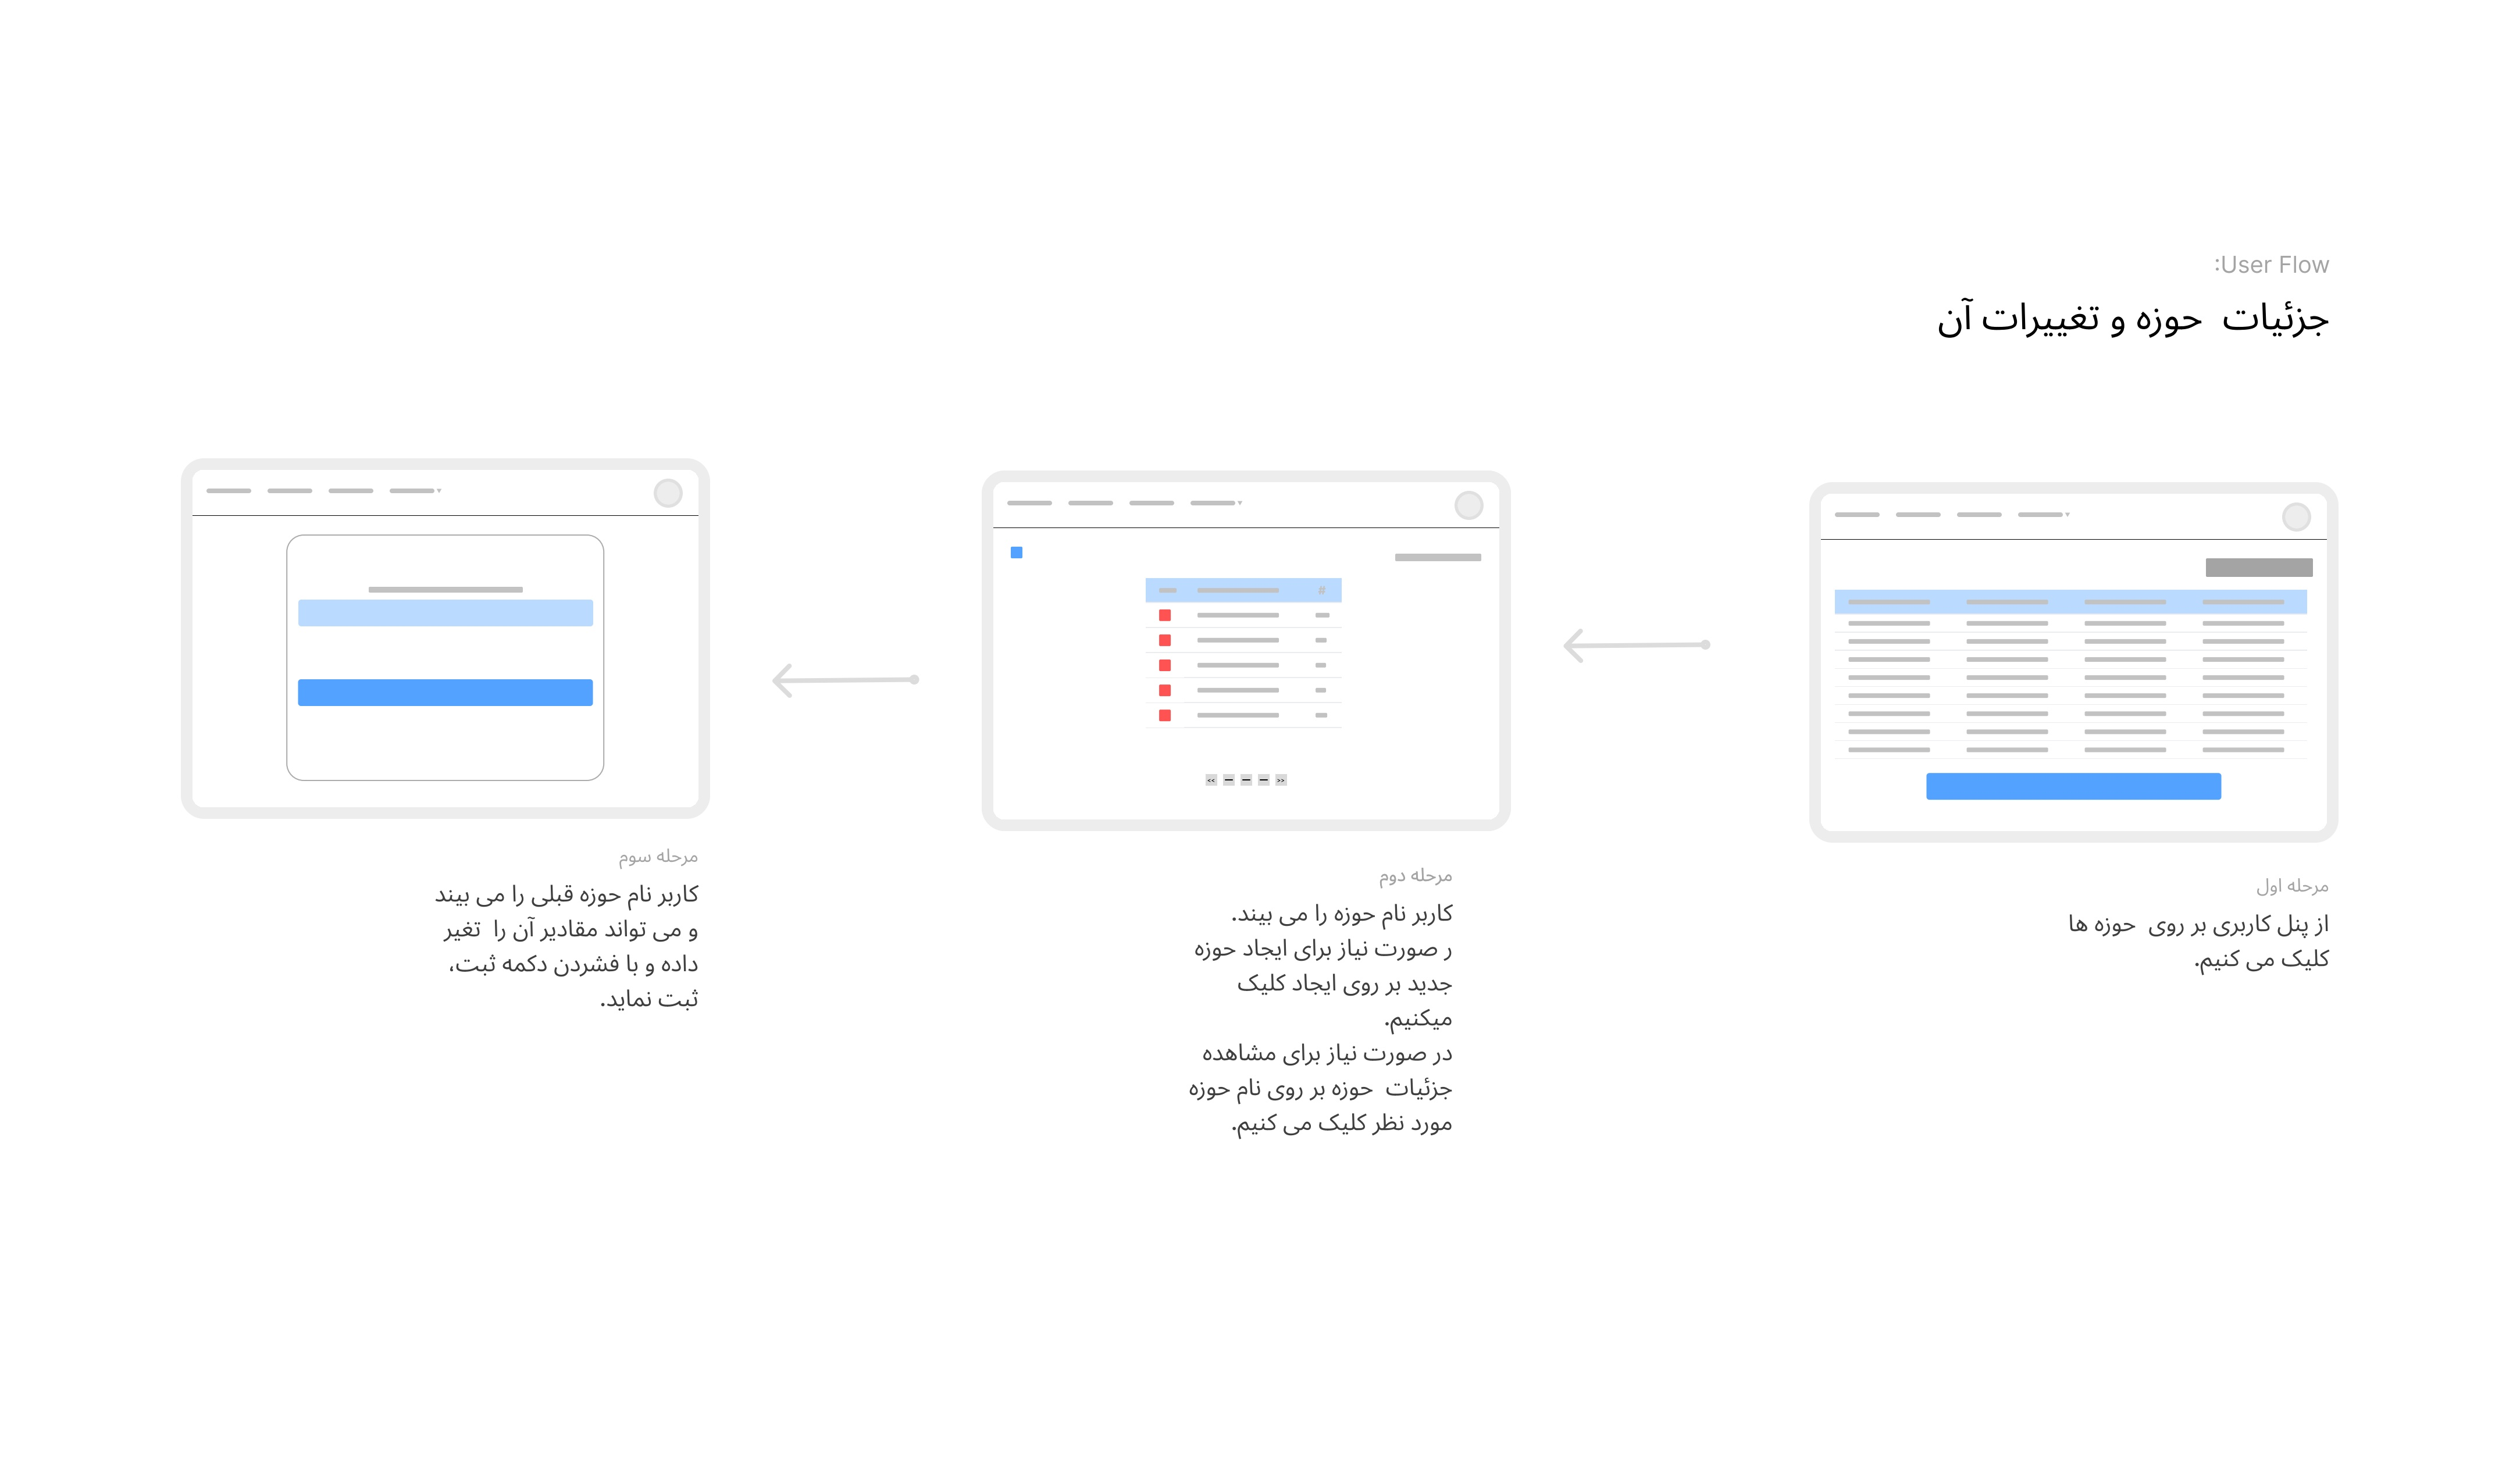 User Flow:
جزئیات حوزه و تغییرات آن
مرحله اول
از پنل کاربری بر روی حوزه ها
کلیک می کنیم.
#
<<
>>
مرحله دوم
کاربر نام حوزه را می بیند.
ر صورت نیاز برای ایجاد حوزه
جدید بر روی ایجاد کلیک
میکنیم.
در صورت نیاز برای مشاهده
جزئیات حوزه بر روی نام حوزه
مورد نظر کلیک می کنیم.
مرحله سوم
کاربر نام حوزه قبلی را می بیند
و می تواند مقادیر آن را تغیر
داده و با فشردن دکمه ثبت،
ثبت نماید.